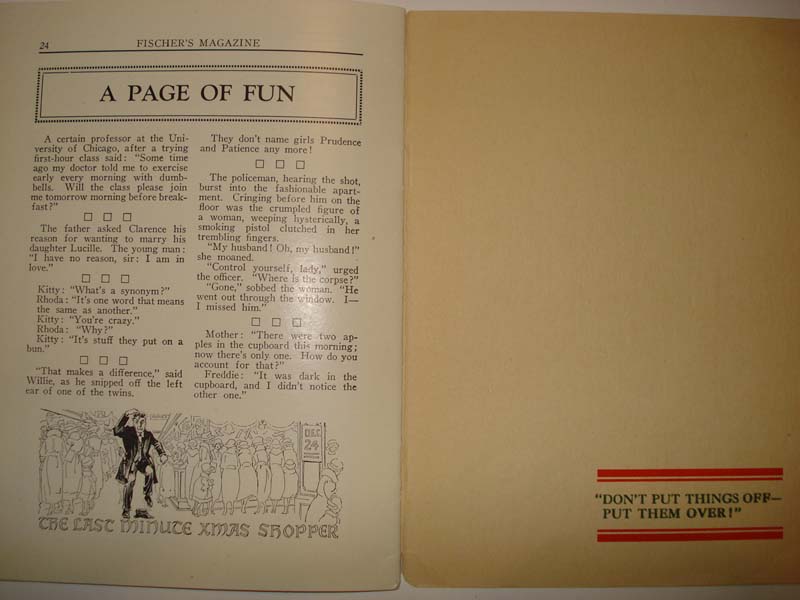 24
FISCHER'S MAGAZINE
A PAGE OF FUN
A certain professor at the Uni-
versity of Chicago, after a trying
first-hour class said: "Some time
ago my doctor told me to exercise
early every morning with dumb-
bells. Will the class please join
me tomorrow morning before break-
fast?"
The father asked Clarence his
reason for wanting to marry his
daughter Lucille. The young man:
"I have no reason, sir: I am in
love."
Kitty: "What's a synonym?"
Rhoda: "It's one word that means
the same as another."
Kitty: "You're crazy."
Rhoda: "Why?"
Kitty: "It's stuff they put on a
bun."
"That makes a difference," said
Willie, as he snipped off the left
ear of one of the twins.
They don't name girls Prudence
and Patience any more!
The policeman, hearing the shot,
burst into the fashionable apart-
ment. Cringing before him on the
floor was the crumpled figure of
a woman, weeping hysterically, a
smoking pistol clutched in her
trembling fingers.
"My husband! Oh, my husband!"
she moaned.
"Control yourself, lady," urged
the officer. "Where is the corpse?"
"Gone," sobbed the woman. "He
went out through the window. I—
I missed him."
Mother: "There were two ap-
ples in the cupboard this morning;
now there's only one. How do you
account for that?"
Freddie: "It was dark in the
cupboard, and I didn't notice the
other one."
DEC.
24
THE LAST MINUTE XMAS SHOPPER
"DON'T PUT THINGS OFF—
PUT THEM OVER!"